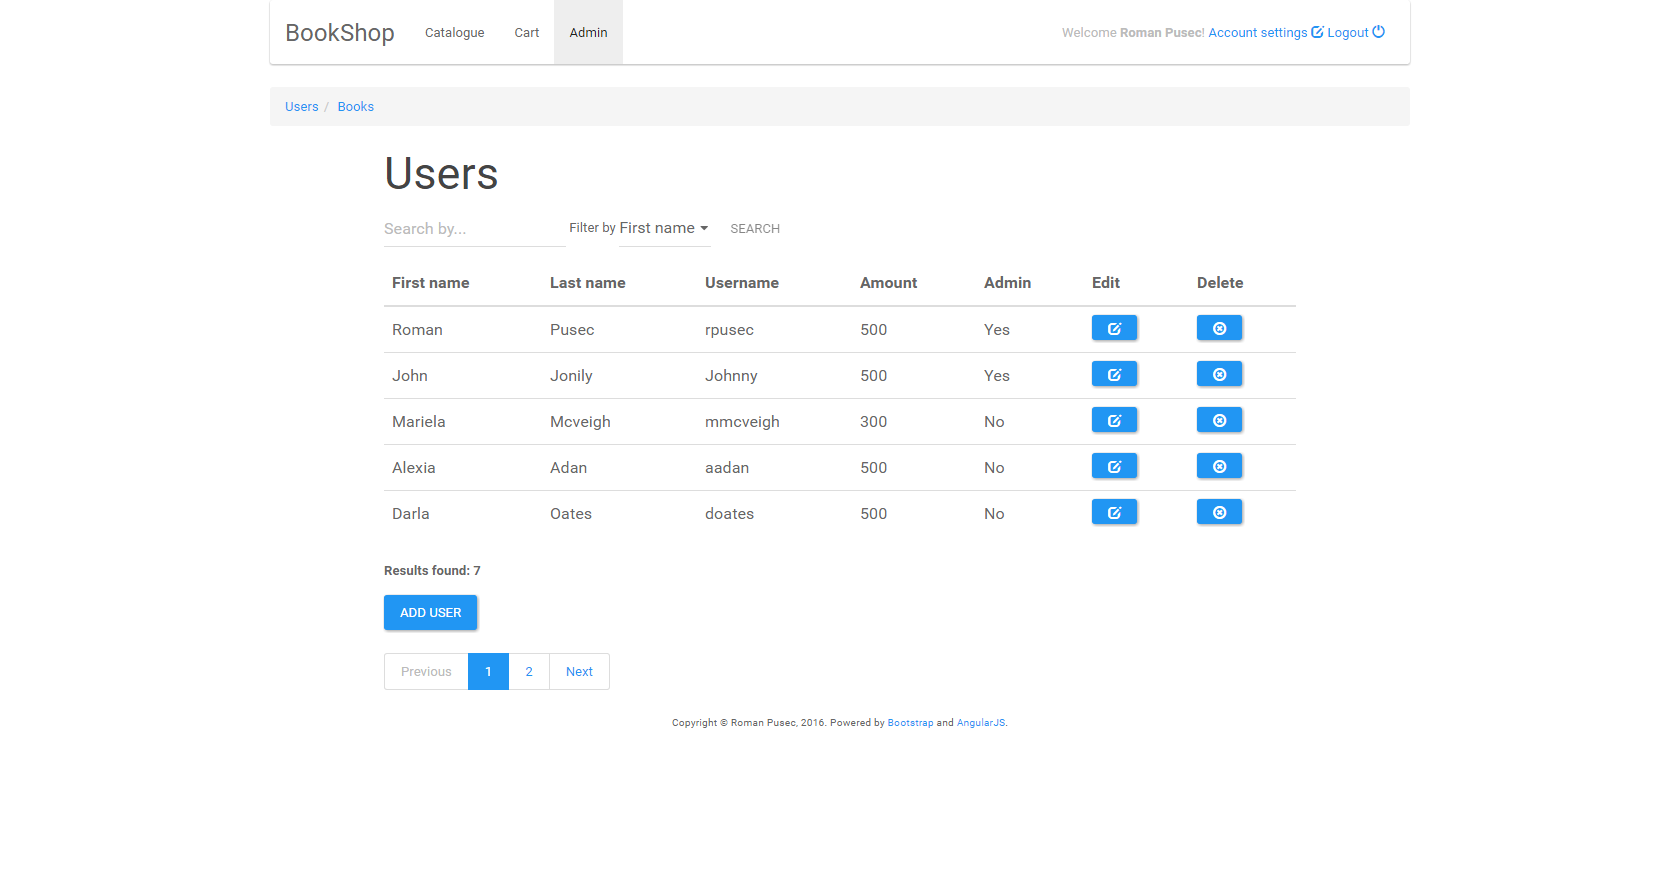 BookShop Catalogue Cart Admin Welcome Roman Pusec! Account settings Logout
Users / Books
Users
Search by... Filter by First name SEARCH
First name Last name Username Amount Admin Edit Delete
Roman Pusec rpusec 500 Yes
John Jonily Johnny 500 Yes
Mariela Mcveigh mmcveigh 300 No
Alexia Adan aadan 500 No
Darla Oates doates 500 No
Results found: 7
ADD USER
Previous 1 2 Next
Copyright © Roman Pusec, 2016. Powered by Bootstrap and AngularJS.